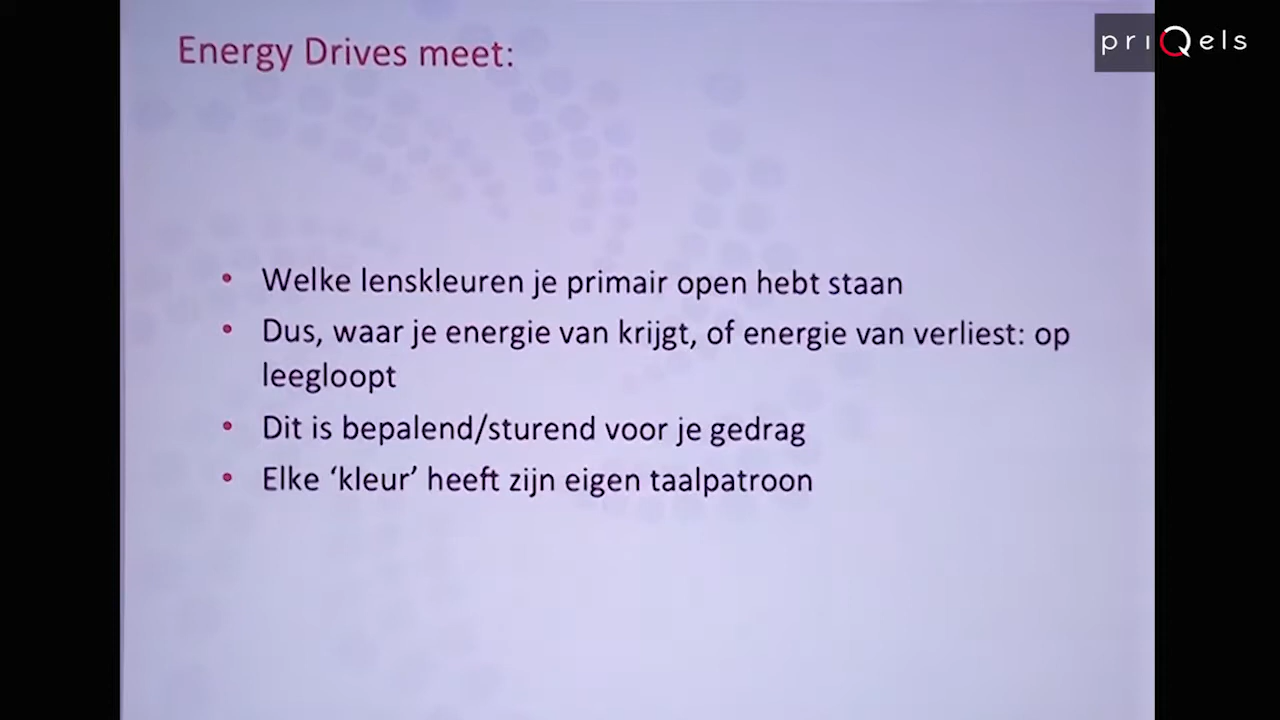 priQels
Energy Drives meet:
• Welke lenskleuren je primair open hebt staan
• Dus, waar je energie van krijgt, of energie van verliest: op
leegloopt
• Dit is bepalend/sturend voor je gedrag
• Elke ‘kleur’ heeft zijn eigen taalpatroon